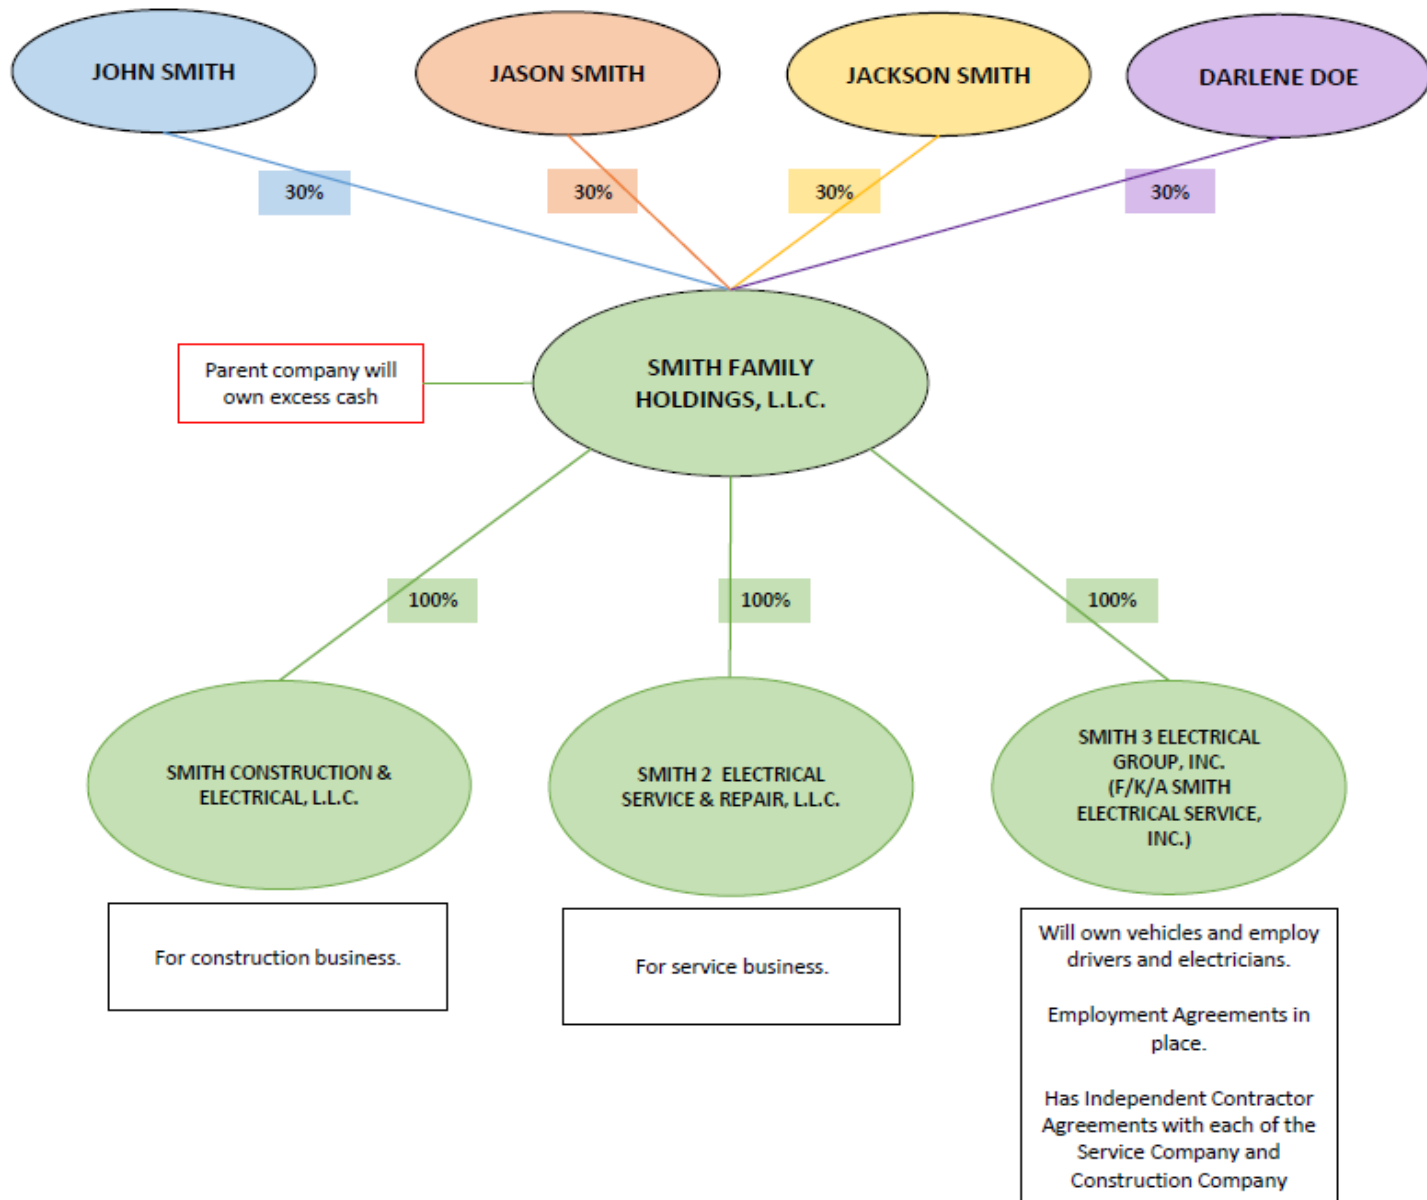 JOHN SMITH
JASON SMITH
JACKSON SMITH
DARLENE DOE
30%
30%
30%
30%
Parent company will
own excess cash
SMITH FAMILY
HOLDINGS, L.L.C.
100%
100%
100%
SMITH CONSTRUCTION &
ELECTRICAL, L.L.C.
SMITH 2 ELECTRICAL
SERVICE & REPAIR, L.L.C.
SMITH 3 ELECTRICAL
GROUP, INC.
(F/K/A SMITH
ELECTRICAL SERVICE,
INC.)
For construction business.
For service business.
Will own vehicles and employ
drivers and electricians.
Employment Agreements in
place.
Has Independent Contractor
Agreements with each of the
Service Company and
Construction Company